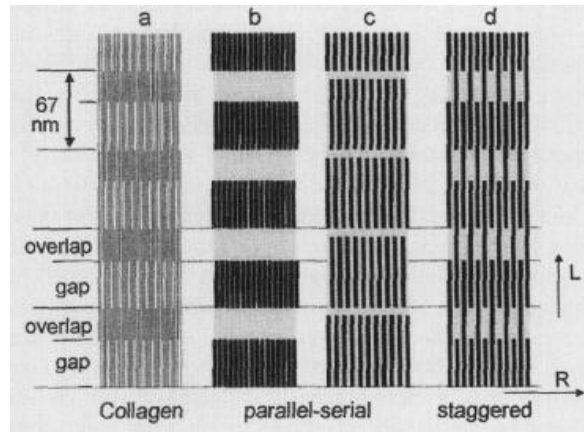 a b c d
67
nm
overlap
gap
L
overlap
gap
R
Collagen parallel-serial staggered